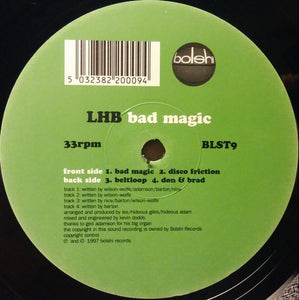 5 032382 200094
bolshi
LHB bad magic
33rpm
BLST9
front side 1. bad magic 2. disco friction
back side 3. beltloop 4. don & brad
track 1. written by wilson-wolfe/adamson/barton/nice
track 2. written by wilson-wolfe
track 3. written by nice/barton/wilson-wolfe
track 4. written by barton
arranged and produced by lee/hideous giles/hideous adam
mixed and engineered by kevin dodds
thanks to ged adamson for his big organ
the copyright in this sound recording is owned by Bolshi Records
copyright control
℗ and © 1997 bolshi records